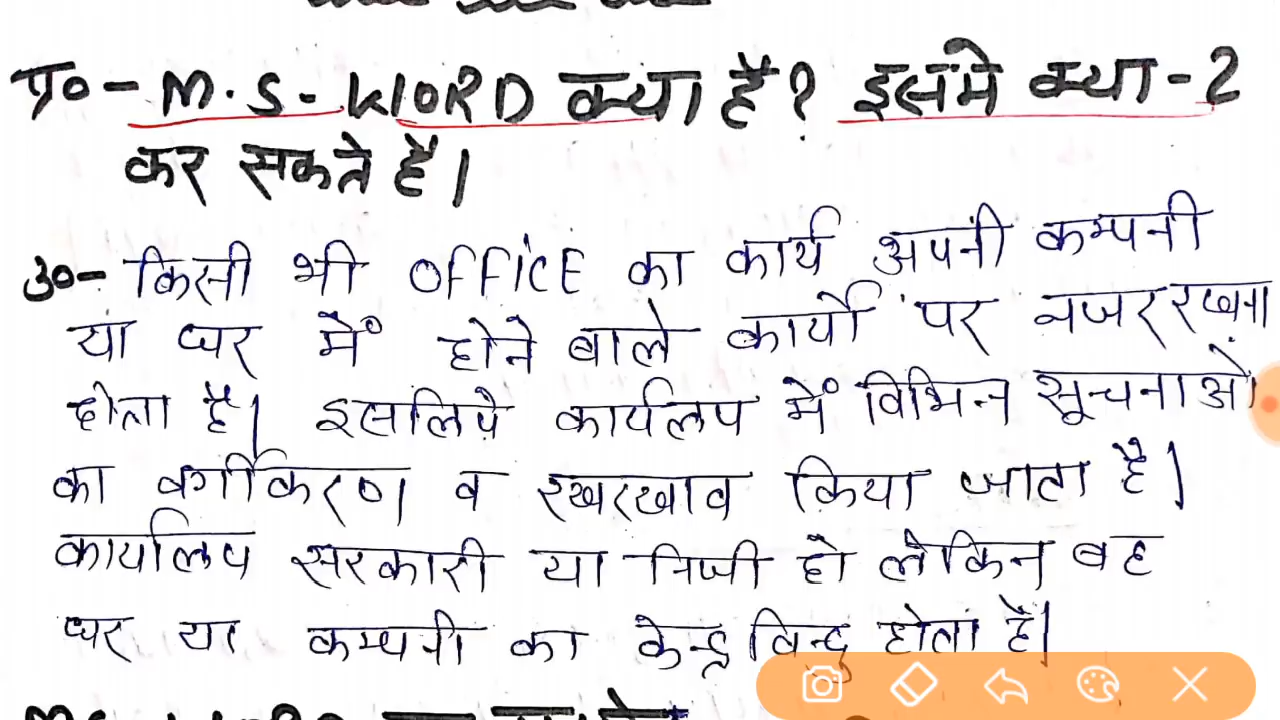 प्र०- M.S. WORD क्या है? इसमे क्या-2
कर सकते है।
उ०- किसी भी OFFICE का कार्य अपनी कम्पनी
या घर में होने बाले कार्यो पर नजर रखना
होता है। इसलिये कार्यलय में विभिन्न सूचनाओं
का वर्गीकरण व रखरखाव किया जाता है।
कार्यालय सरकारी या निजी हो लेकिन वह
घर या कम्पनी का केन्द्र विन्दु होता है।